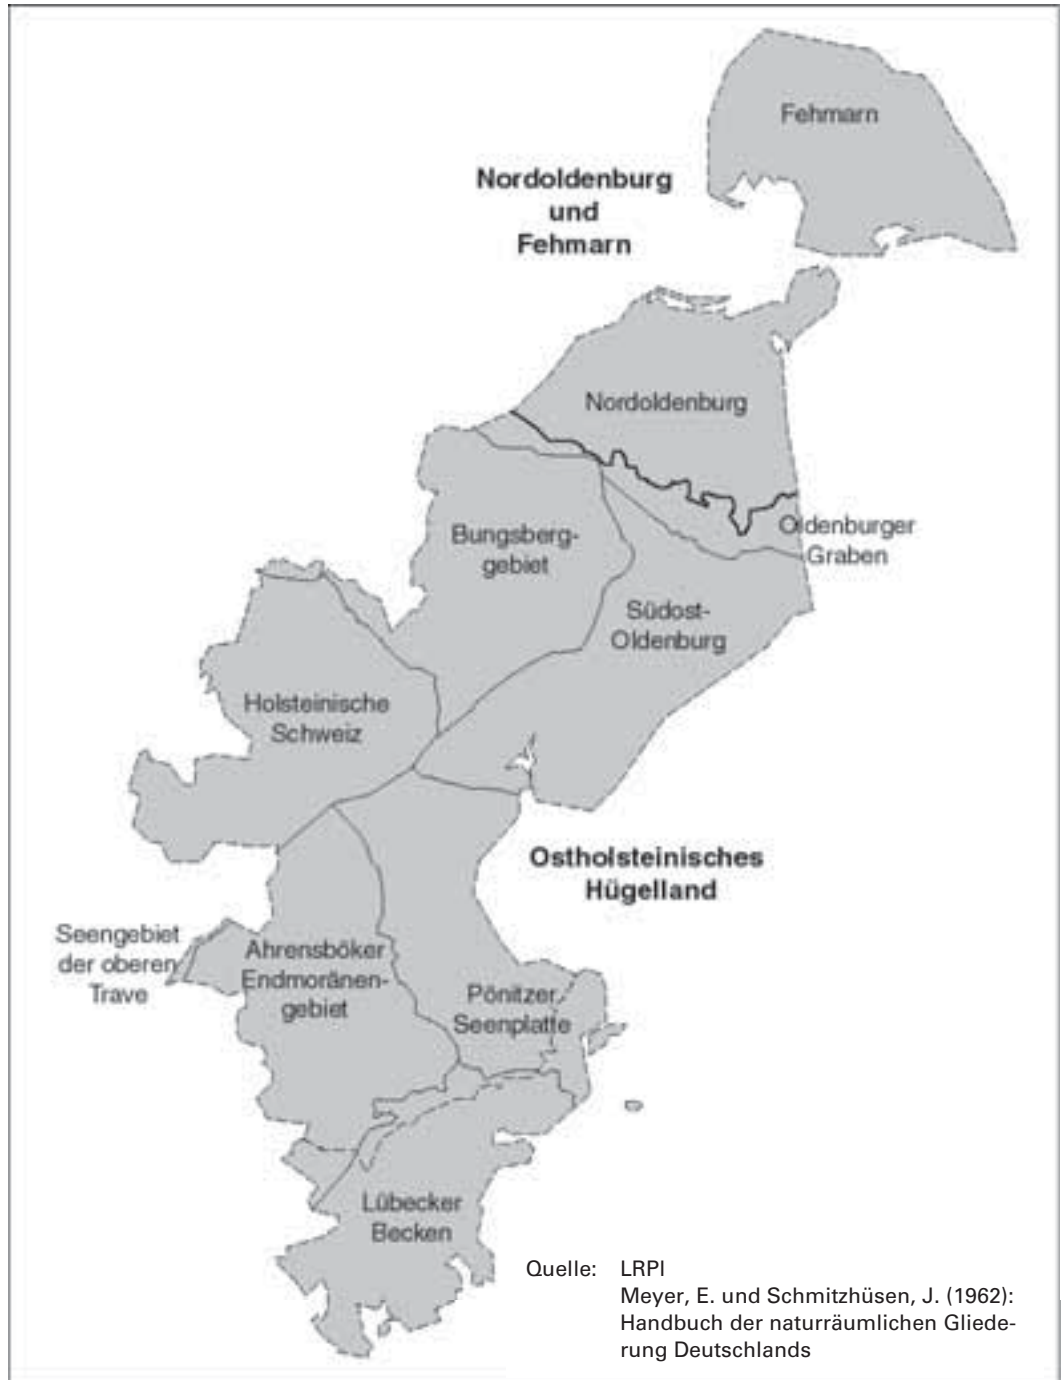 Fehmarn
Nordoldenburg
und
Fehmarn
Nordoldenburg
Oldenburger
Graben
Bungsberg-
gebiet
Südost-
Oldenburg
Holsteinische
Schweiz
Ostholsteinisches
Hügelland
Seengebiet
der oberen
Trave
Ahrensböker
Endmoränen-
gebiet
Pönitzer
Seenplatte
Lübecker
Becken
Quelle: LRPI
Meyer, E. und Schmitzhüsen, J. (1962):
Handbuch der naturräumlichen Gliede-
rung Deutschlands